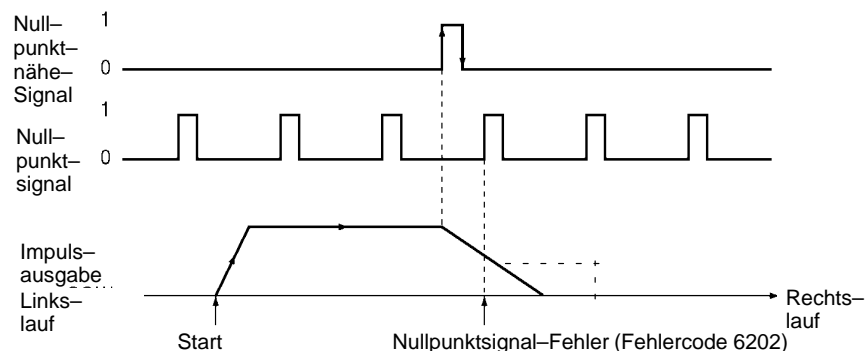 Null–
punkt–
nähe–
Signal
1
0
Null–
punkt–
signal
1
0
Impuls–
ausgabe
Links–
lauf
Rechts–
lauf
Start
Nullpunktsignal–Fehler (Fehlercode 6202)